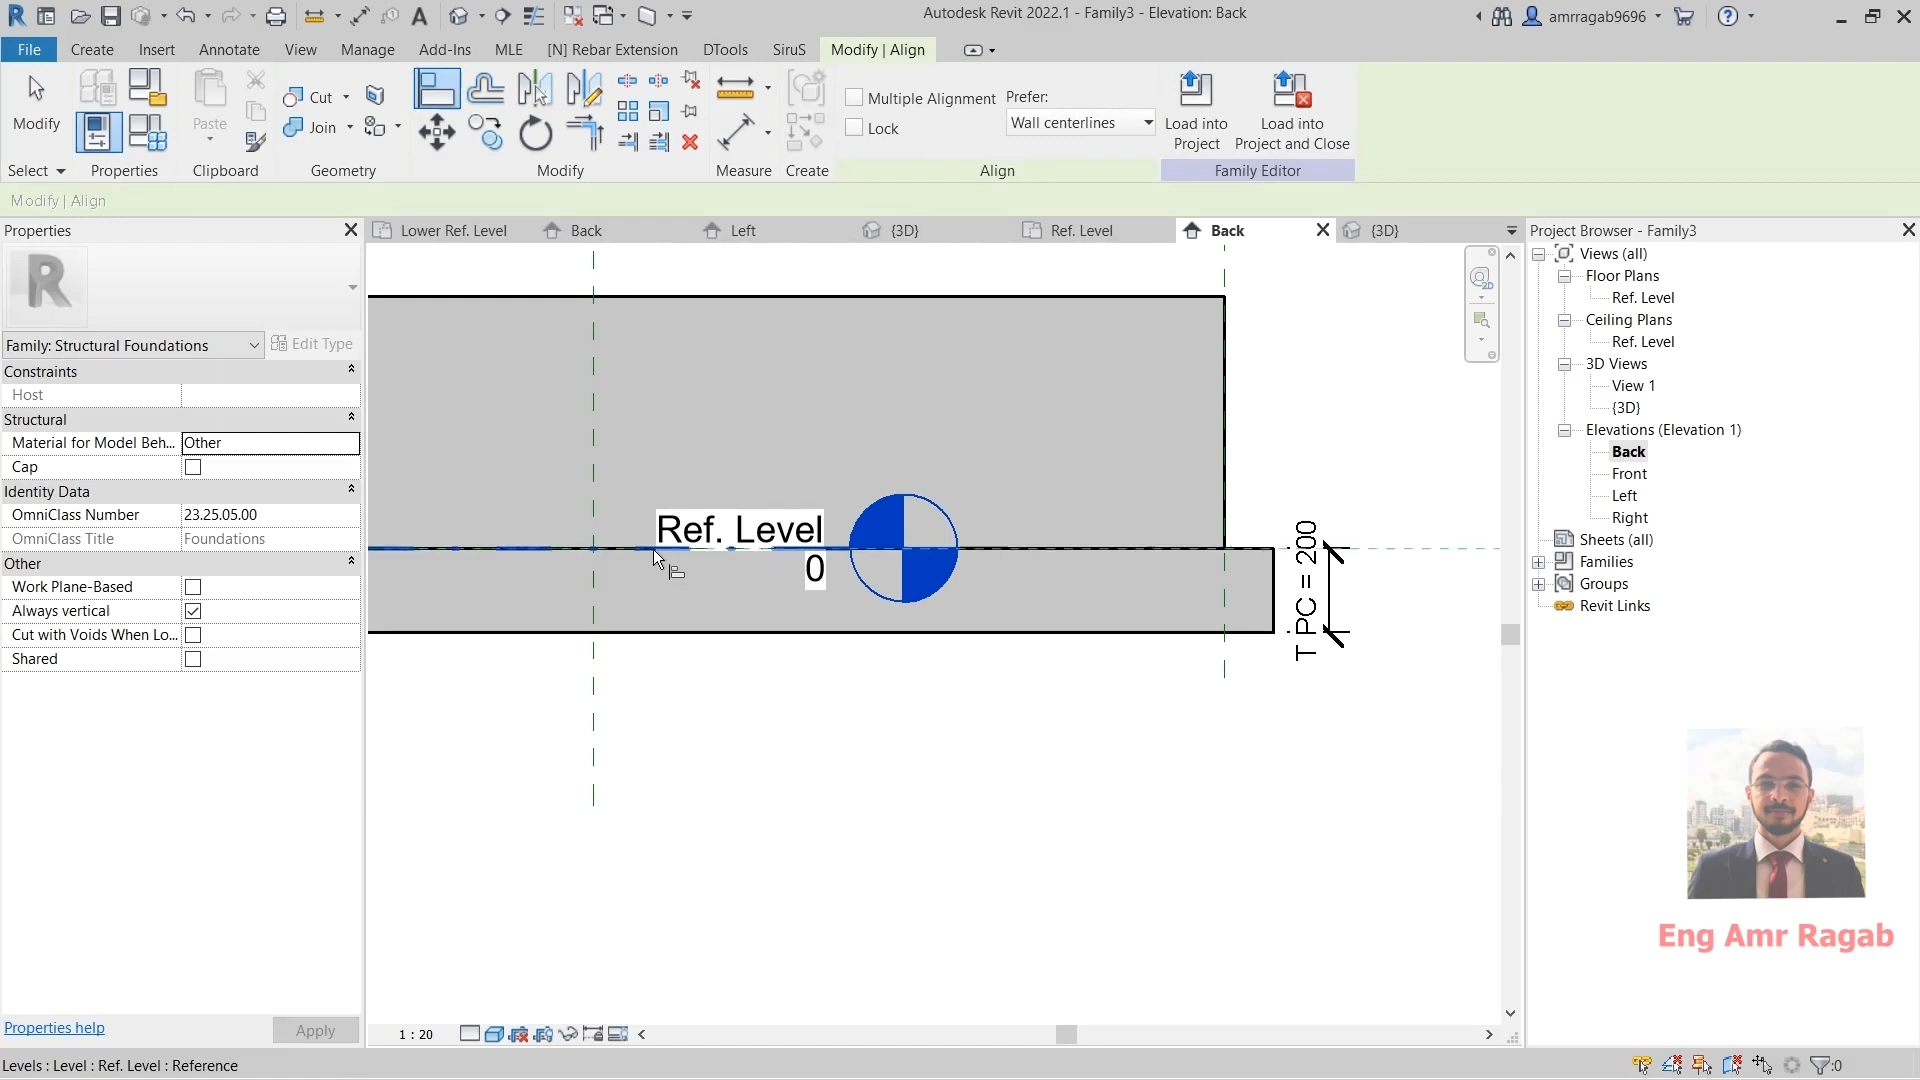 Autodesk Revit 2022.1 - Family3 - Elevation: Back
amrragab9696
File
Create
Insert
Annotate
View
Manage
Add-Ins
MLE
[N] Rebar Extension
DTools
SiruS
Modify | Align
Modify
Paste
Cut
Join
Multiple Alignment
Lock
Prefer:
Wall centerlines
Load into
Project
Load into
Project and Close
Select
Properties
Clipboard
Geometry
Modify
Measure
Create
Align
Family Editor
Modify | Align
Properties
Family: Structural Foundations
Edit Type
Constraints
Host
Structural
Material for Model Beh... Other
Cap
Identity Data
OmniClass Number 23.25.05.00
OmniClass Title Foundations
Other
Work Plane-Based
Always vertical
Cut with Voids When Lo...
Shared
Properties help
Apply
Lower Ref. Level
Back
Left
{3D}
Ref. Level
Back
{3D}
Ref. Level
0
T PC = 200
1 : 20
Project Browser - Family3
Views (all)
Floor Plans
Ref. Level
Ceiling Plans
Ref. Level
3D Views
View 1
{3D}
Elevations (Elevation 1)
Back
Front
Left
Right
Sheets (all)
Families
Groups
Revit Links
Eng Amr Ragab
Levels : Level : Ref. Level : Reference
:0